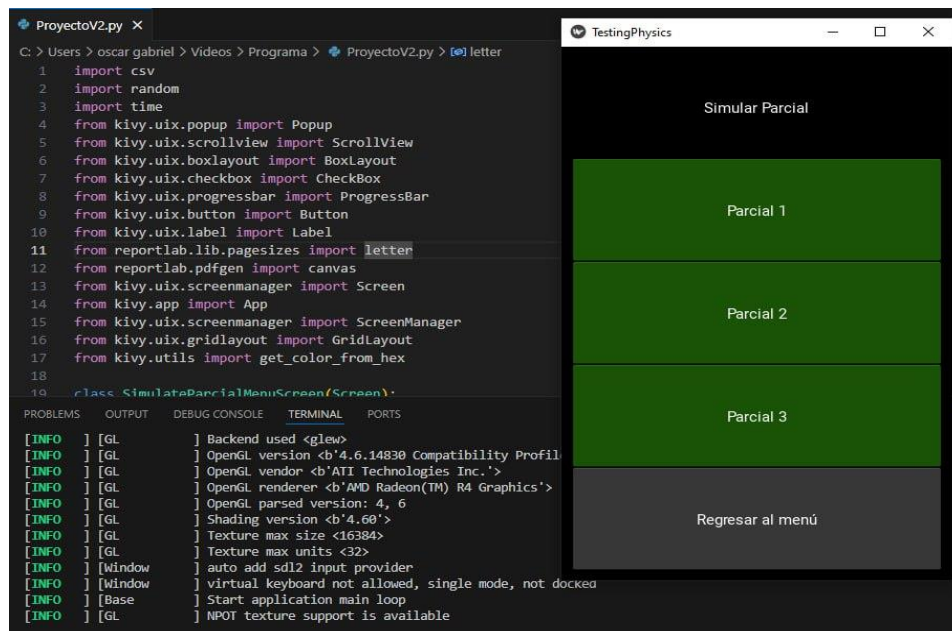 ProyectoV2.py
C: > Users > oscar gabriel > Videos > Programa > ProyectoV2.py > letter
1 import csv
2 import random
3 import time
4 from kivy.uix.popup import Popup
5 from kivy.uix.scrollview import ScrollView
6 from kivy.uix.boxlayout import BoxLayout
7 from kivy.uix.checkbox import CheckBox
8 from kivy.uix.progressbar import ProgressBar
9 from kivy.uix.button import Button
10 from kivy.uix.label import Label
11 from reportlab.lib.pagesizes import letter
12 from reportlab.pdfgen import canvas
13 from kivy.uix.screenmanager import Screen
14 from kivy.app import App
15 from kivy.uix.screenmanager import ScreenManager
16 from kivy.uix.gridlayout import GridLayout
17 from kivy.utils import get_color_from_hex
18
19 class SimulateParcialMenuScreen(Screen):
PROBLEMS OUTPUT DEBUG CONSOLE TERMINAL PORTS
[INFO ] [GL ] Backend used <glew>
[INFO ] [GL ] OpenGL version <b'4.6.14830 Compatibility Profil
[INFO ] [GL ] OpenGL vendor <b'ATI Technologies Inc.'>
[INFO ] [GL ] OpenGL renderer <b'AMD Radeon(TM) R4 Graphics'>
[INFO ] [GL ] OpenGL parsed version: 4, 6
[INFO ] [GL ] Shading version <b'4.60'>
[INFO ] [GL ] Texture max size <16384>
[INFO ] [GL ] Texture max units <32>
[INFO ] [Window ] auto add sdl2 input provider
[INFO ] [Window ] virtual keyboard not allowed, single mode, not docked
[INFO ] [Base ] Start application main loop
[INFO ] [GL ] NPOT texture support is available
TestingPhysics
Simular Parcial
Parcial 1
Parcial 2
Parcial 3
Regresar al menú